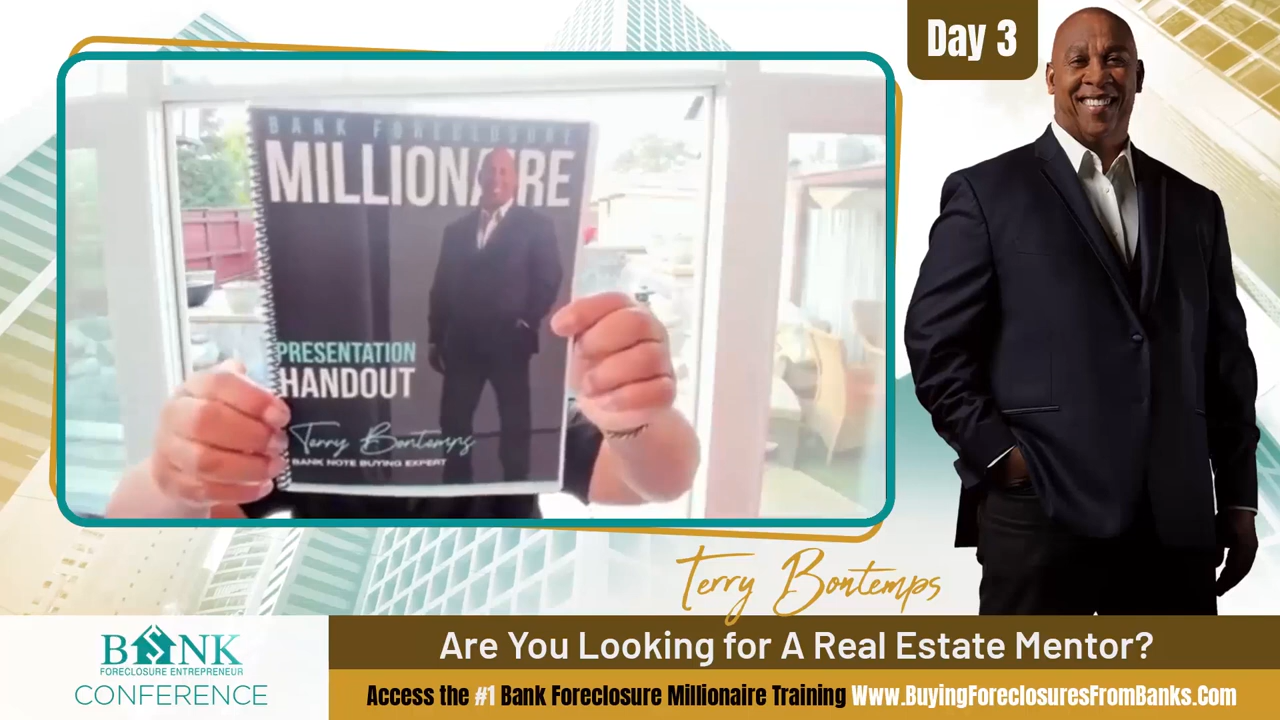 Day 3
BANK FORECLOSURE
MILLIONAIRE
PRESENTATION
HANDOUT
Terry Bontemps
BANK NOTE BUYING EXPERT
Terry Bontemps
BANK
FORECLOSURE ENTREPRENEUR
CONFERENCE
Are You Looking for A Real Estate Mentor?
Access the #1 Bank Foreclosure Millionaire Training Www.BuyingForeclosuresFromBanks.Com